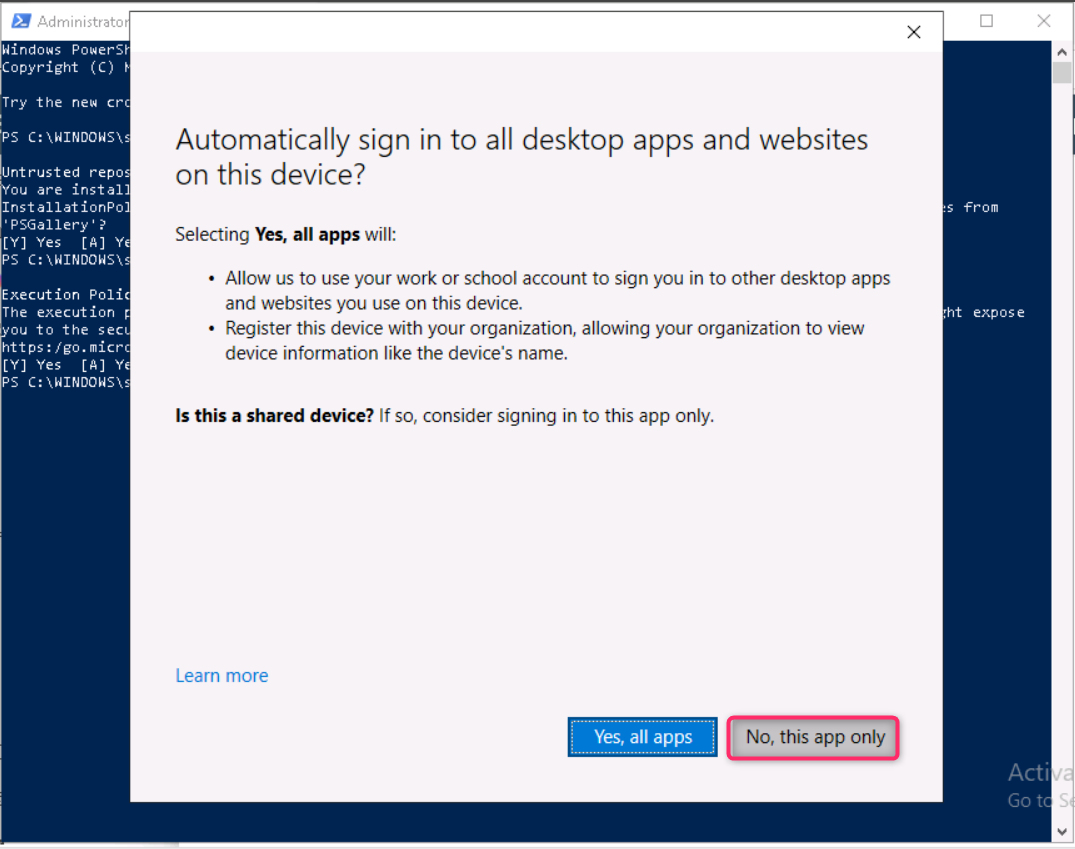 Administrator
Windows PowerSh
Copyright (C) M
Try the new cro
PS C:\WINDOWS\s
Untrusted repos
You are install
InstallationPol
es from
'PSGallery'?
[Y] Yes [A] Ye
PS C:\WINDOWS\s
Execution Polic
The execution p
ght expose
you to the secu
https:/go.micro
[Y] Yes [A] Ye
PS C:\WINDOWS\s
Automatically sign in to all desktop apps and websites
on this device?
Selecting Yes, all apps will:
• Allow us to use your work or school account to sign you in to other desktop apps
and websites you use on this device.
• Register this device with your organization, allowing your organization to view
device information like the device's name.
Is this a shared device? If so, consider signing in to this app only.
Learn more
Yes, all apps
No, this app only
Activa
Go to Se